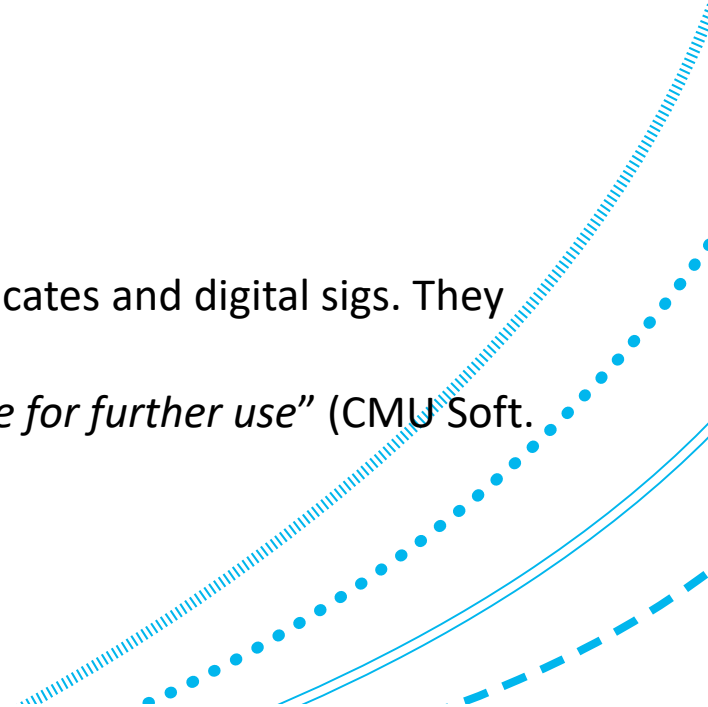 cates and digital sigs. They
e for further use” (CMU Soft.